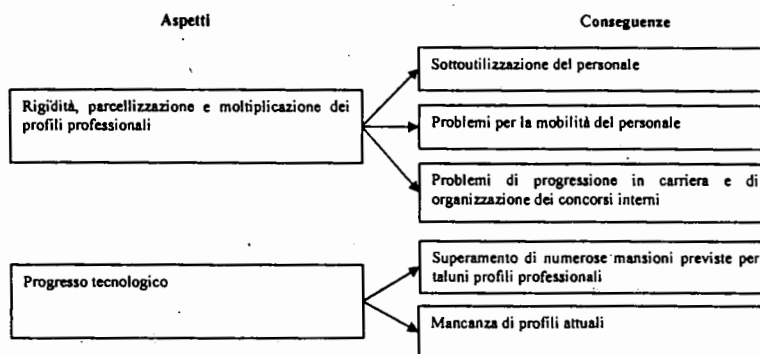 Aspetti
Conseguenze
Sottoutilizzazione del personale
Rigidità, parcellizzazione e moltiplicazione dei
profili professionali
Problemi per la mobilità del personale
Problemi di progressione in carriera e di
organizzazione dei concorsi interni
Superamento di numerose mansioni previste per
taluni profili professionali
Progresso tecnologico
Mancanza di profili attuali